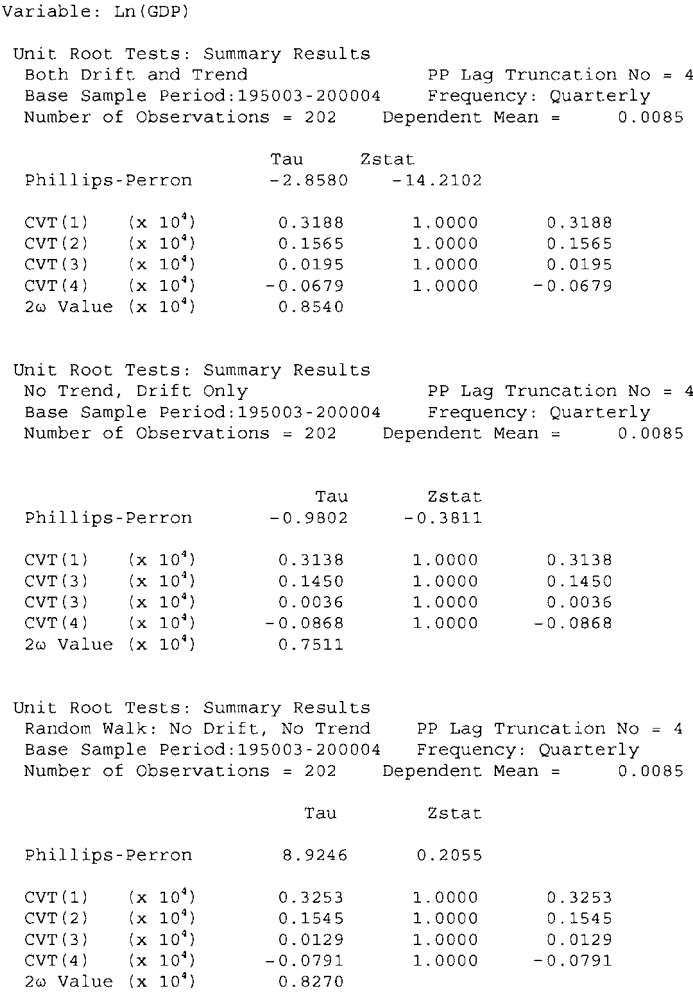 Variable: Ln(GDP)
Unit Root Tests: Summary Results
Both Drift and Trend PP Lag Truncation No = 4
Base Sample Period:195003-200004 Frequency: Quarterly
Number of Observations = 202 Dependent Mean = 0.0085
Tau Zstat
Phillips-Perron -2.8580 -14.2102
CVT(1) (x 10⁴) 0.3188 1.0000 0.3188
CVT(2) (x 10⁴) 0.1565 1.0000 0.1565
CVT(3) (x 10⁴) 0.0195 1.0000 0.0195
CVT(4) (x 10⁴) -0.0679 1.0000 -0.0679
2ω Value (x 10⁴) 0.8540
Unit Root Tests: Summary Results
No Trend, Drift Only PP Lag Truncation No = 4
Base Sample Period:195003-200004 Frequency: Quarterly
Number of Observations = 202 Dependent Mean = 0.0085
Tau Zstat
Phillips-Perron -0.9802 -0.3811
CVT(1) (x 10⁴) 0.3138 1.0000 0.3138
CVT(3) (x 10⁴) 0.1450 1.0000 0.1450
CVT(3) (x 10⁴) 0.0036 1.0000 0.0036
CVT(4) (x 10⁴) -0.0868 1.0000 -0.0868
2ω Value (x 10⁴) 0.7511
Unit Root Tests: Summary Results
Random Walk: No Drift, No Trend PP Lag Truncation No = 4
Base Sample Period:195003-200004 Frequency: Quarterly
Number of Observations = 202 Dependent Mean = 0.0085
Tau Zstat
Phillips-Perron 8.9246 0.2055
CVT(1) (x 10⁴) 0.3253 1.0000 0.3253
CVT(2) (x 10⁴) 0.1545 1.0000 0.1545
CVT(3) (x 10⁴) 0.0129 1.0000 0.0129
CVT(4) (x 10⁴) -0.0791 1.0000 -0.0791
2ω Value (x 10⁴) 0.8270